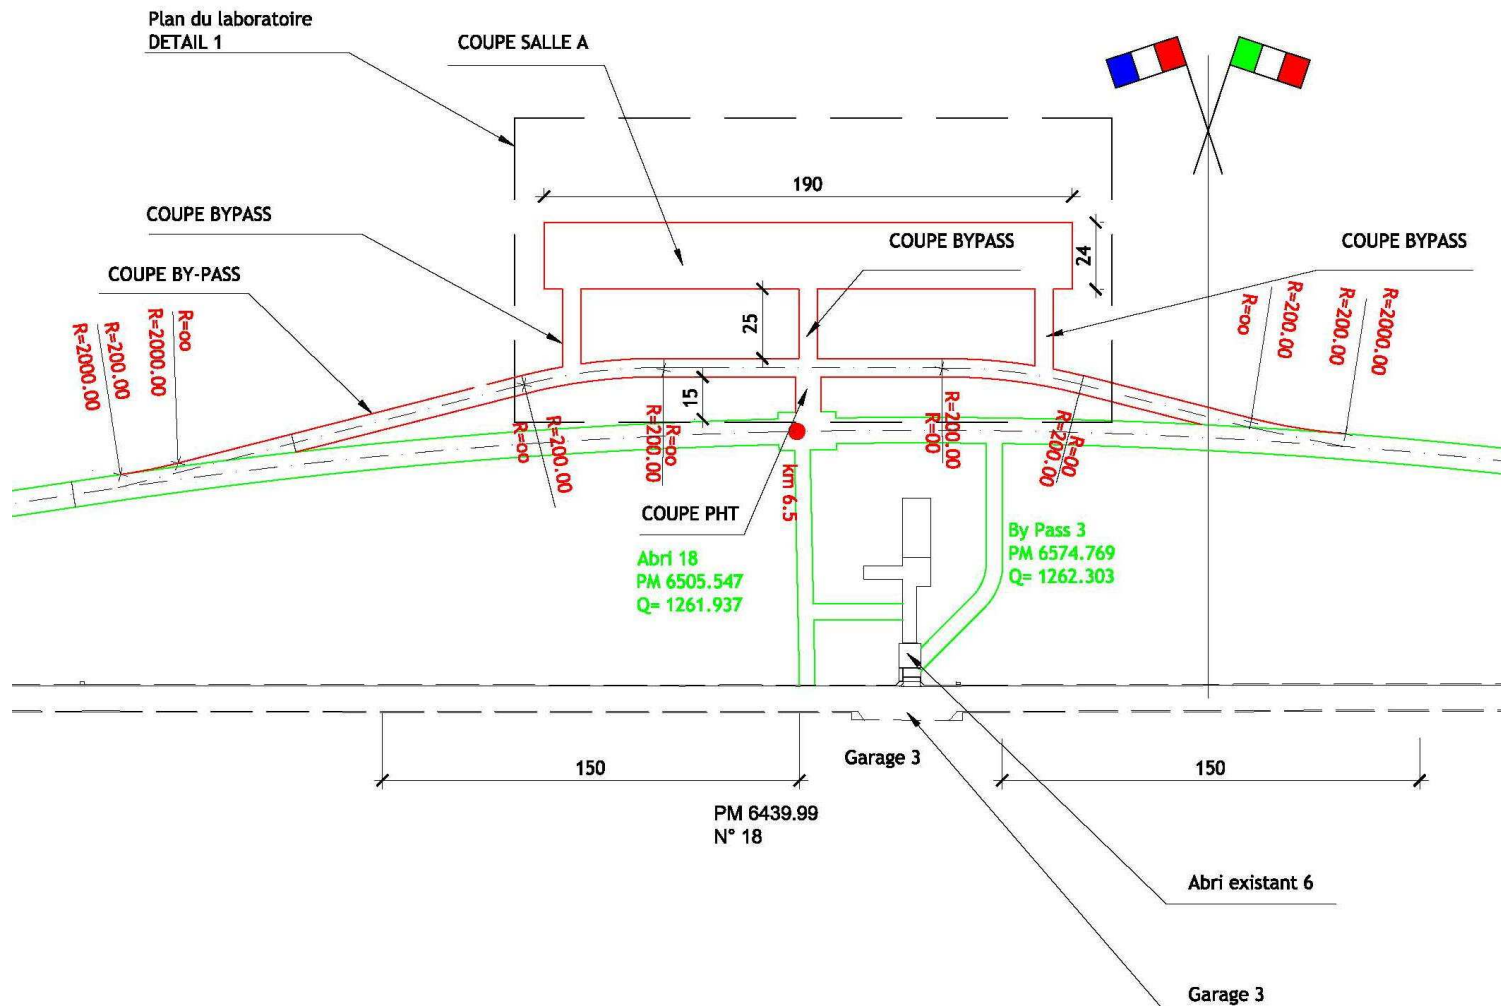 Plan du laboratoire
DETAIL 1
COUPE SALLE A
190
COUPE BYPASS
COUPE BYPASS
COUPE BYPASS
24
COUPE BY-PASS
25
15
R=2000.00
R=200.00
R=2000.00
R=oo
R=oo
R=200.00
R=200.00
R=2000.00
R=oo
R=200.00
R=200.00
R=oo
R=00
R=200.00
R=200.00
R=00
km 6.5
COUPE PHT
Abri 18
PM 6505.547
Q= 1261.937
By Pass 3
PM 6574.769
Q= 1262.303
150
Garage 3
150
PM 6439.99
N° 18
Abri existant 6
Garage 3